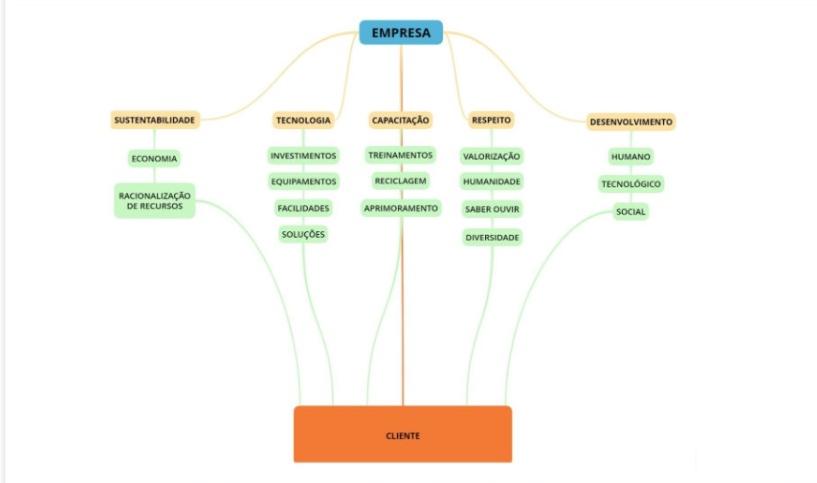 EMPRESA
SUSTENTABILIDADE
ECONOMIA
RACIONALIZAÇÃO
DE RECURSOS
TECNOLOGIA
INVESTIMENTOS
EQUIPAMENTOS
FACILIDADES
SOLUÇÕES
CAPACITAÇÃO
TREINAMENTOS
RECICLAGEM
APRIMORAMENTO
RESPEITO
VALORIZAÇÃO
HUMANIDADE
SABER OUVIR
DIVERSIDADE
DESENVOLVIMENTO
HUMANO
TECNOLÓGICO
SOCIAL
CLIENTE